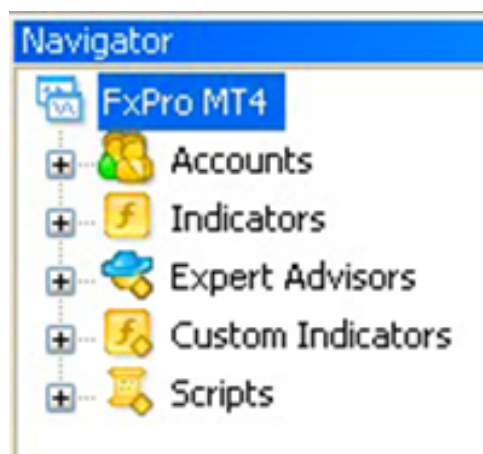 Navigator
FxPro MT4
Accounts
Indicators
Expert Advisors
Custom Indicators
Scripts